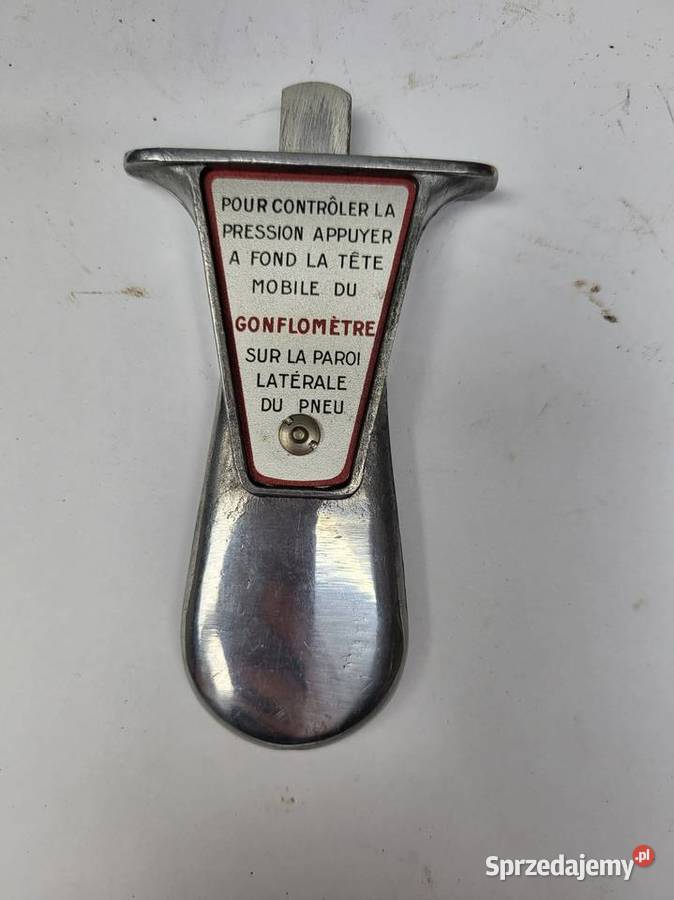 POUR CONTRÔLER LA
PRESSION APPUYER
A FOND LA TÊTE
MOBILE DU
GONFLOMÈTRE
SUR LA PAROI
LATÉRALE
DU PNEU
Sprzedajemy.pl